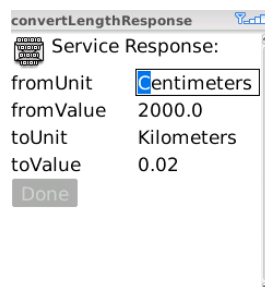 convertLengthResponse
Service Response:
fromUnit Centimeters
fromValue 2000.0
toUnit Kilometers
toValue 0.02
Done